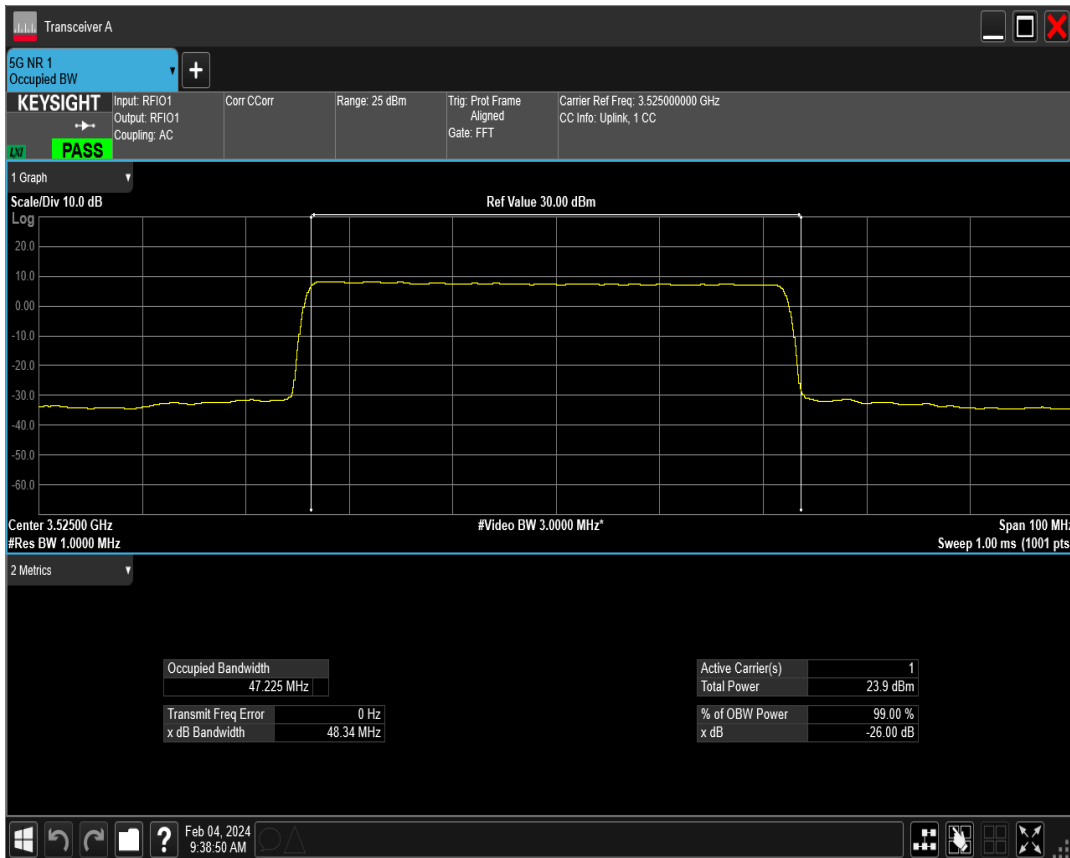 Transceiver A
5G NR 1
Occupied BW
+
KEYSIGHT
Input: RFIO1
Output: RFIO1
Coupling: AC
Corr CCorr
Range: 25 dBm
Trig: Prot Frame
Aligned
Gate: FFT
Carrier Ref Freq: 3.525000000 GHz
CC Info: Uplink, 1 CC
LXI
PASS
1 Graph
Scale/Div 10.0 dB
Ref Value 30.00 dBm
Log
20.0
10.0
0.00
-10.0
-20.0
-30.0
-40.0
-50.0
-60.0
Center 3.52500 GHz
#Video BW 3.0000 MHz*
Span 100 MHz
#Res BW 1.0000 MHz
Sweep 1.00 ms (1001 pts
2 Metrics
Occupied Bandwidth
47.225 MHz
Transmit Freq Error 0 Hz
x dB Bandwidth 48.34 MHz
Active Carrier(s) 1
Total Power 23.9 dBm
% of OBW Power 99.00 %
x dB -26.00 dB
?
Feb 04, 2024
9:38:50 AM